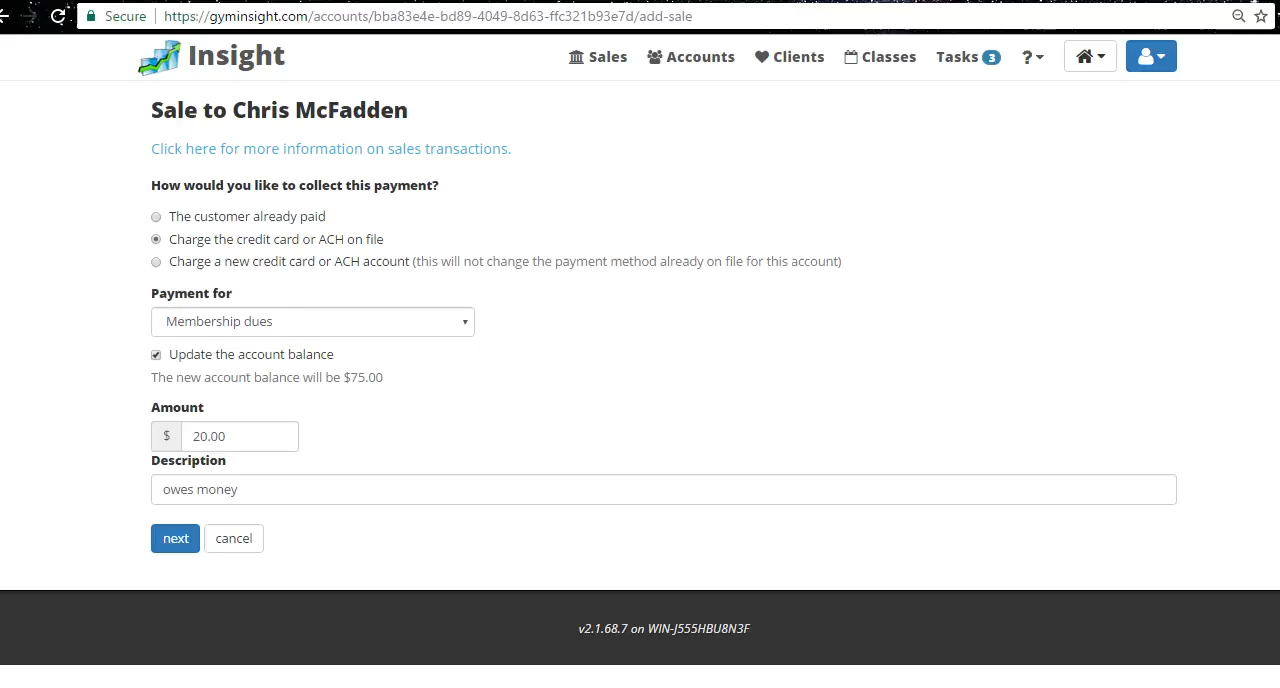 Secure https://gyminsight.com/accounts/bba83e4e-bd89-4049-8d63-ffc321b93e7d/add-sale
Insight Sales Accounts Clients Classes Tasks 3 ?
Sale to Chris McFadden
Click here for more information on sales transactions.
How would you like to collect this payment?
The customer already paid
Charge the credit card or ACH on file
Charge a new credit card or ACH account (this will not change the payment method already on file for this account)
Payment for
Membership dues
Update the account balance
The new account balance will be $75.00
Amount
$ 20.00
Description
owes money
next cancel
v2.1.68.7 on WIN-J555HBU8N3F